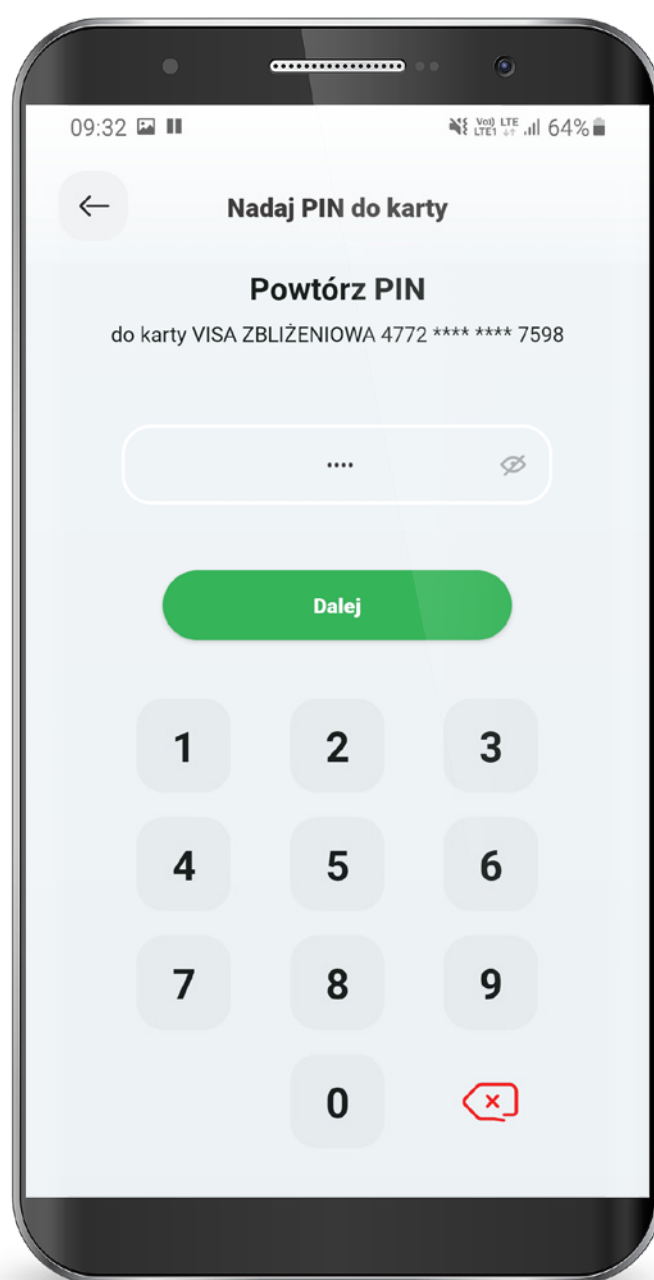 09:32 64%
Nadaj PIN do karty
Powtórz PIN
do karty VISA ZBLIŻENIOWA 4772 **** **** 7598
••••
Dalej
1 2 3
4 5 6
7 8 9
0